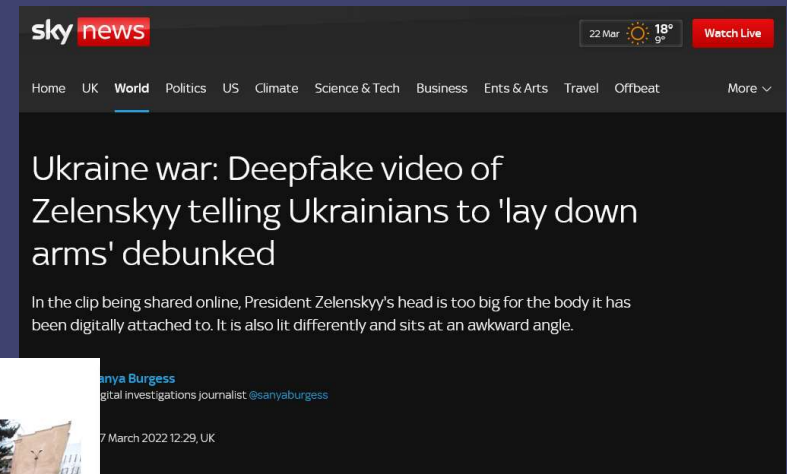 sky news
22 Mar 18° 9° Watch Live
Home UK World Politics US Climate Science & Tech Business Ents & Arts Travel Offbeat More
Ukraine war: Deepfake video of
Zelenskyy telling Ukrainians to 'lay down
arms' debunked
In the clip being shared online, President Zelenskyy's head is too big for the body it has
been digitally attached to. It is also lit differently and sits at an awkward angle.
anya Burgess
gital investigations journalist @sanyaburgess
7 March 2022 12:29, UK